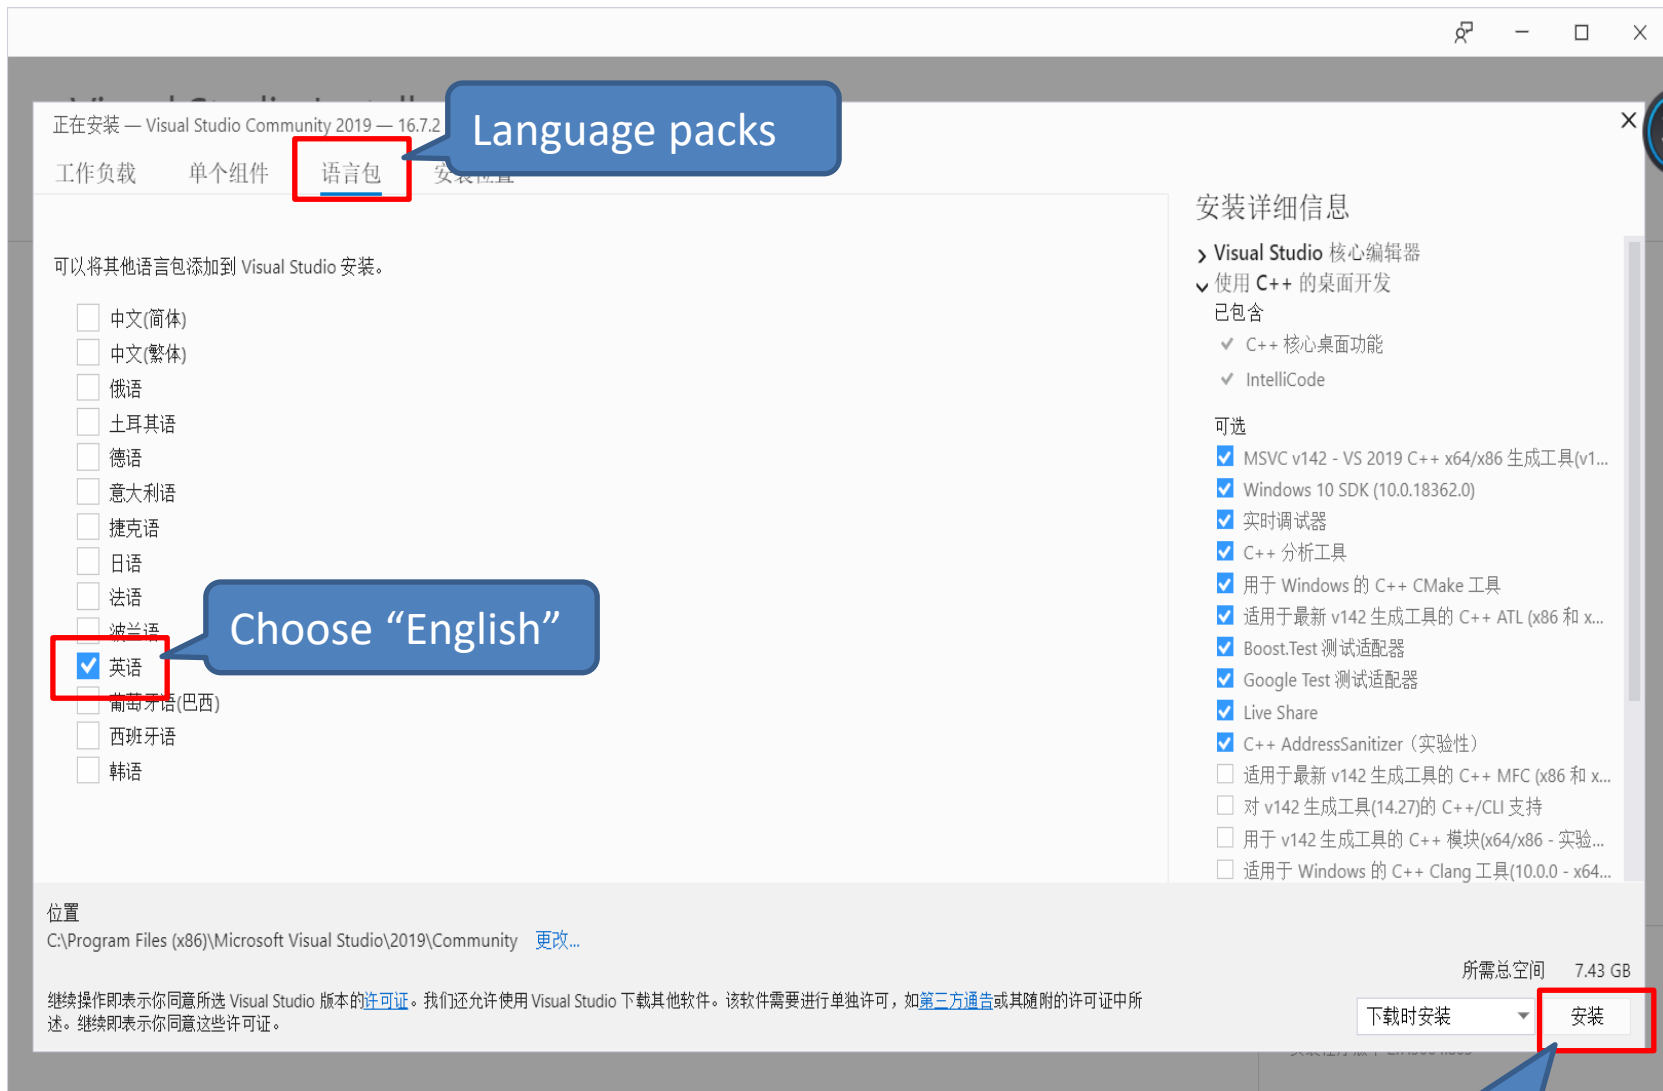 正在安装 — Visual Studio Community 2019 — 16.7.2
Language packs
工作负载 单个组件 语言包 安装位置
可以将其他语言包添加到 Visual Studio 安装。
中文(简体)
中文(繁体)
俄语
土耳其语
德语
意大利语
捷克语
日语
法语
波兰语
Choose “English”
英语
葡萄牙语(巴西)
西班牙语
韩语
安装详细信息
Visual Studio 核心编辑器
使用 C++ 的桌面开发
已包含
C++ 核心桌面功能
IntelliCode
可选
MSVC v142 - VS 2019 C++ x64/x86 生成工具(v1...
Windows 10 SDK (10.0.18362.0)
实时调试器
C++ 分析工具
用于 Windows 的 C++ CMake 工具
适用于最新 v142 生成工具的 C++ ATL (x86 和 x...
Boost.Test 测试适配器
Google Test 测试适配器
Live Share
C++ AddressSanitizer（实验性）
适用于最新 v142 生成工具的 C++ MFC (x86 和 x...
对 v142 生成工具(14.27)的 C++/CLI 支持
用于 v142 生成工具的 C++ 模块(x64/x86 - 实验...
适用于 Windows 的 C++ Clang 工具(10.0.0 - x64...
位置
C:\Program Files (x86)\Microsoft Visual Studio\2019\Community 更改...
所需总空间 7.43 GB
继续操作即表示你同意所选 Visual Studio 版本的许可证。我们还允许使用 Visual Studio 下载其他软件。该软件需要进行单独许可，如第三方通告或其随附的许可证中所
述。继续即表示你同意这些许可证。
下载时安装 安装